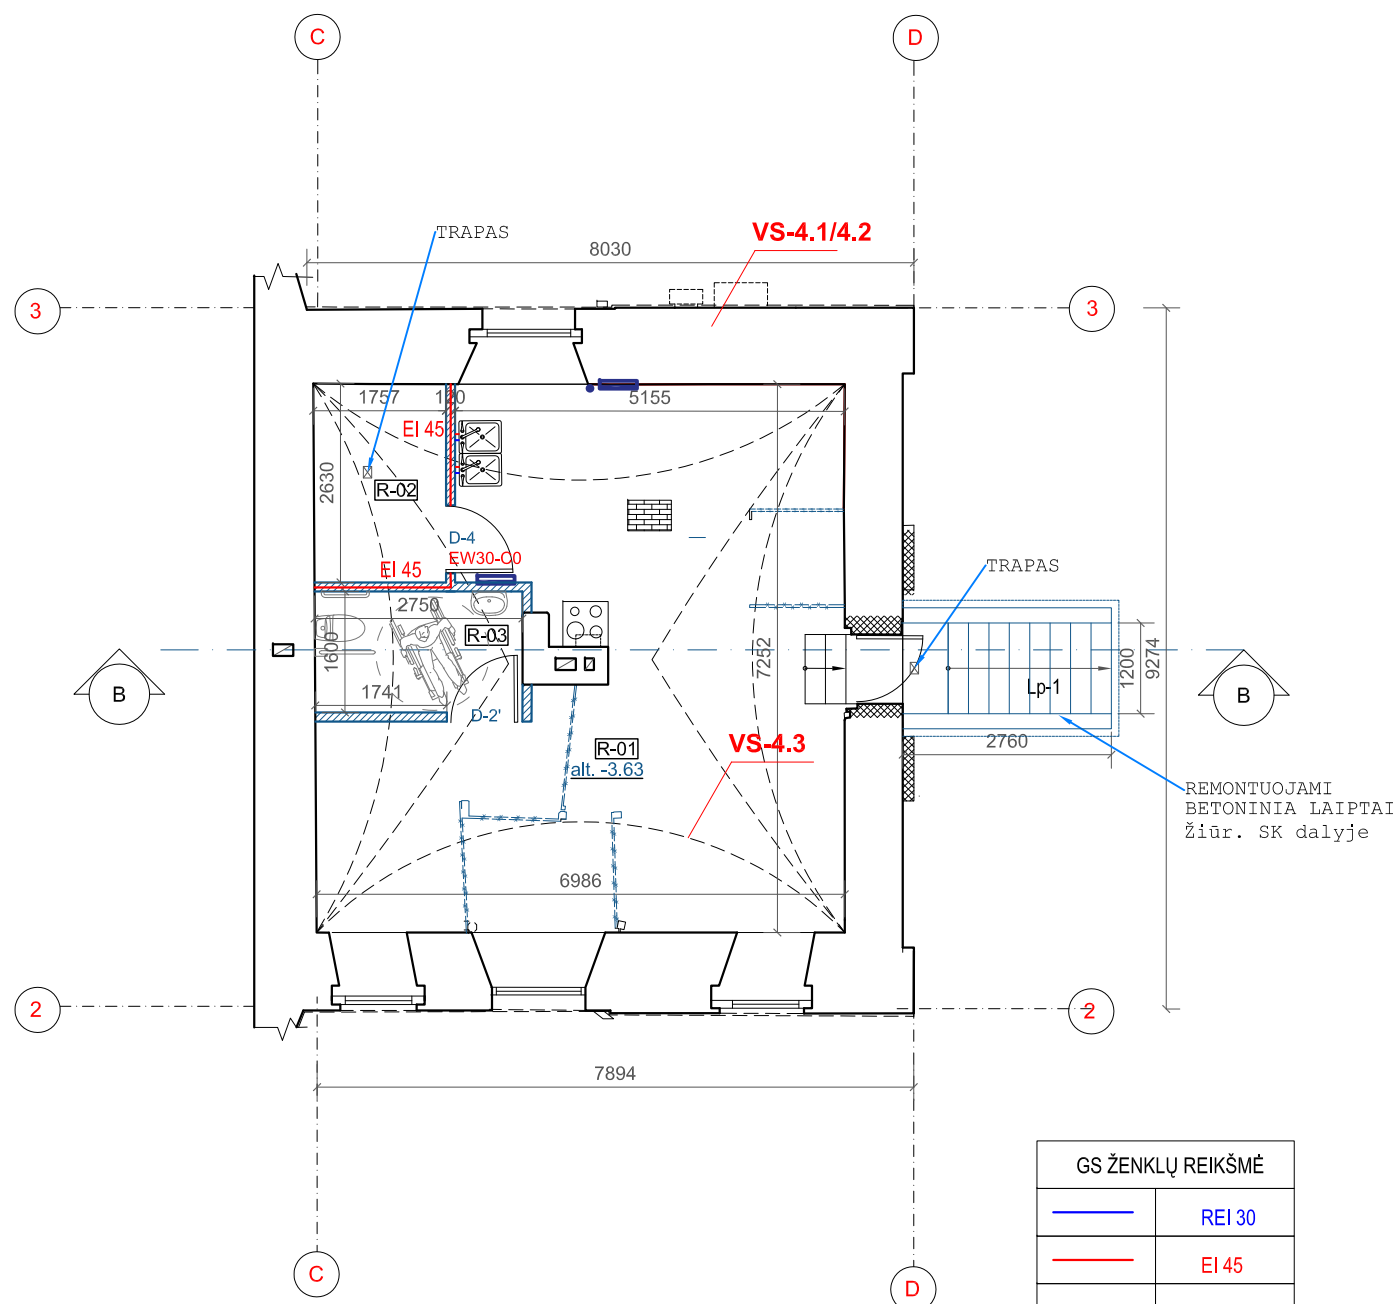 C
D
TRAPAS
VS-4.1/4.2
8030
3
3
1757
120
5155
EI 45
2630
R-02
D-4
EW30-C0
EI 45
TRAPAS
2750
R-03
1600
7252
1200
9274
B
B
1741
Lp-1
D-2'
R-01
VS-4.3
2760
alt. -3.63
REMONTUOJAMI
BETONINIA LAIPTAI
Žiūr. SK dalyje
6986
2
2
7894
GS ŽENKLŲ REIKŠMĖ
REI 30
EI 45
C
D